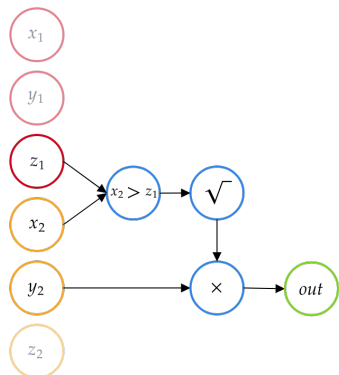 x₁
y₁
z₁
x₂ > z₁
√
x₂
y₂
×
out
z₂